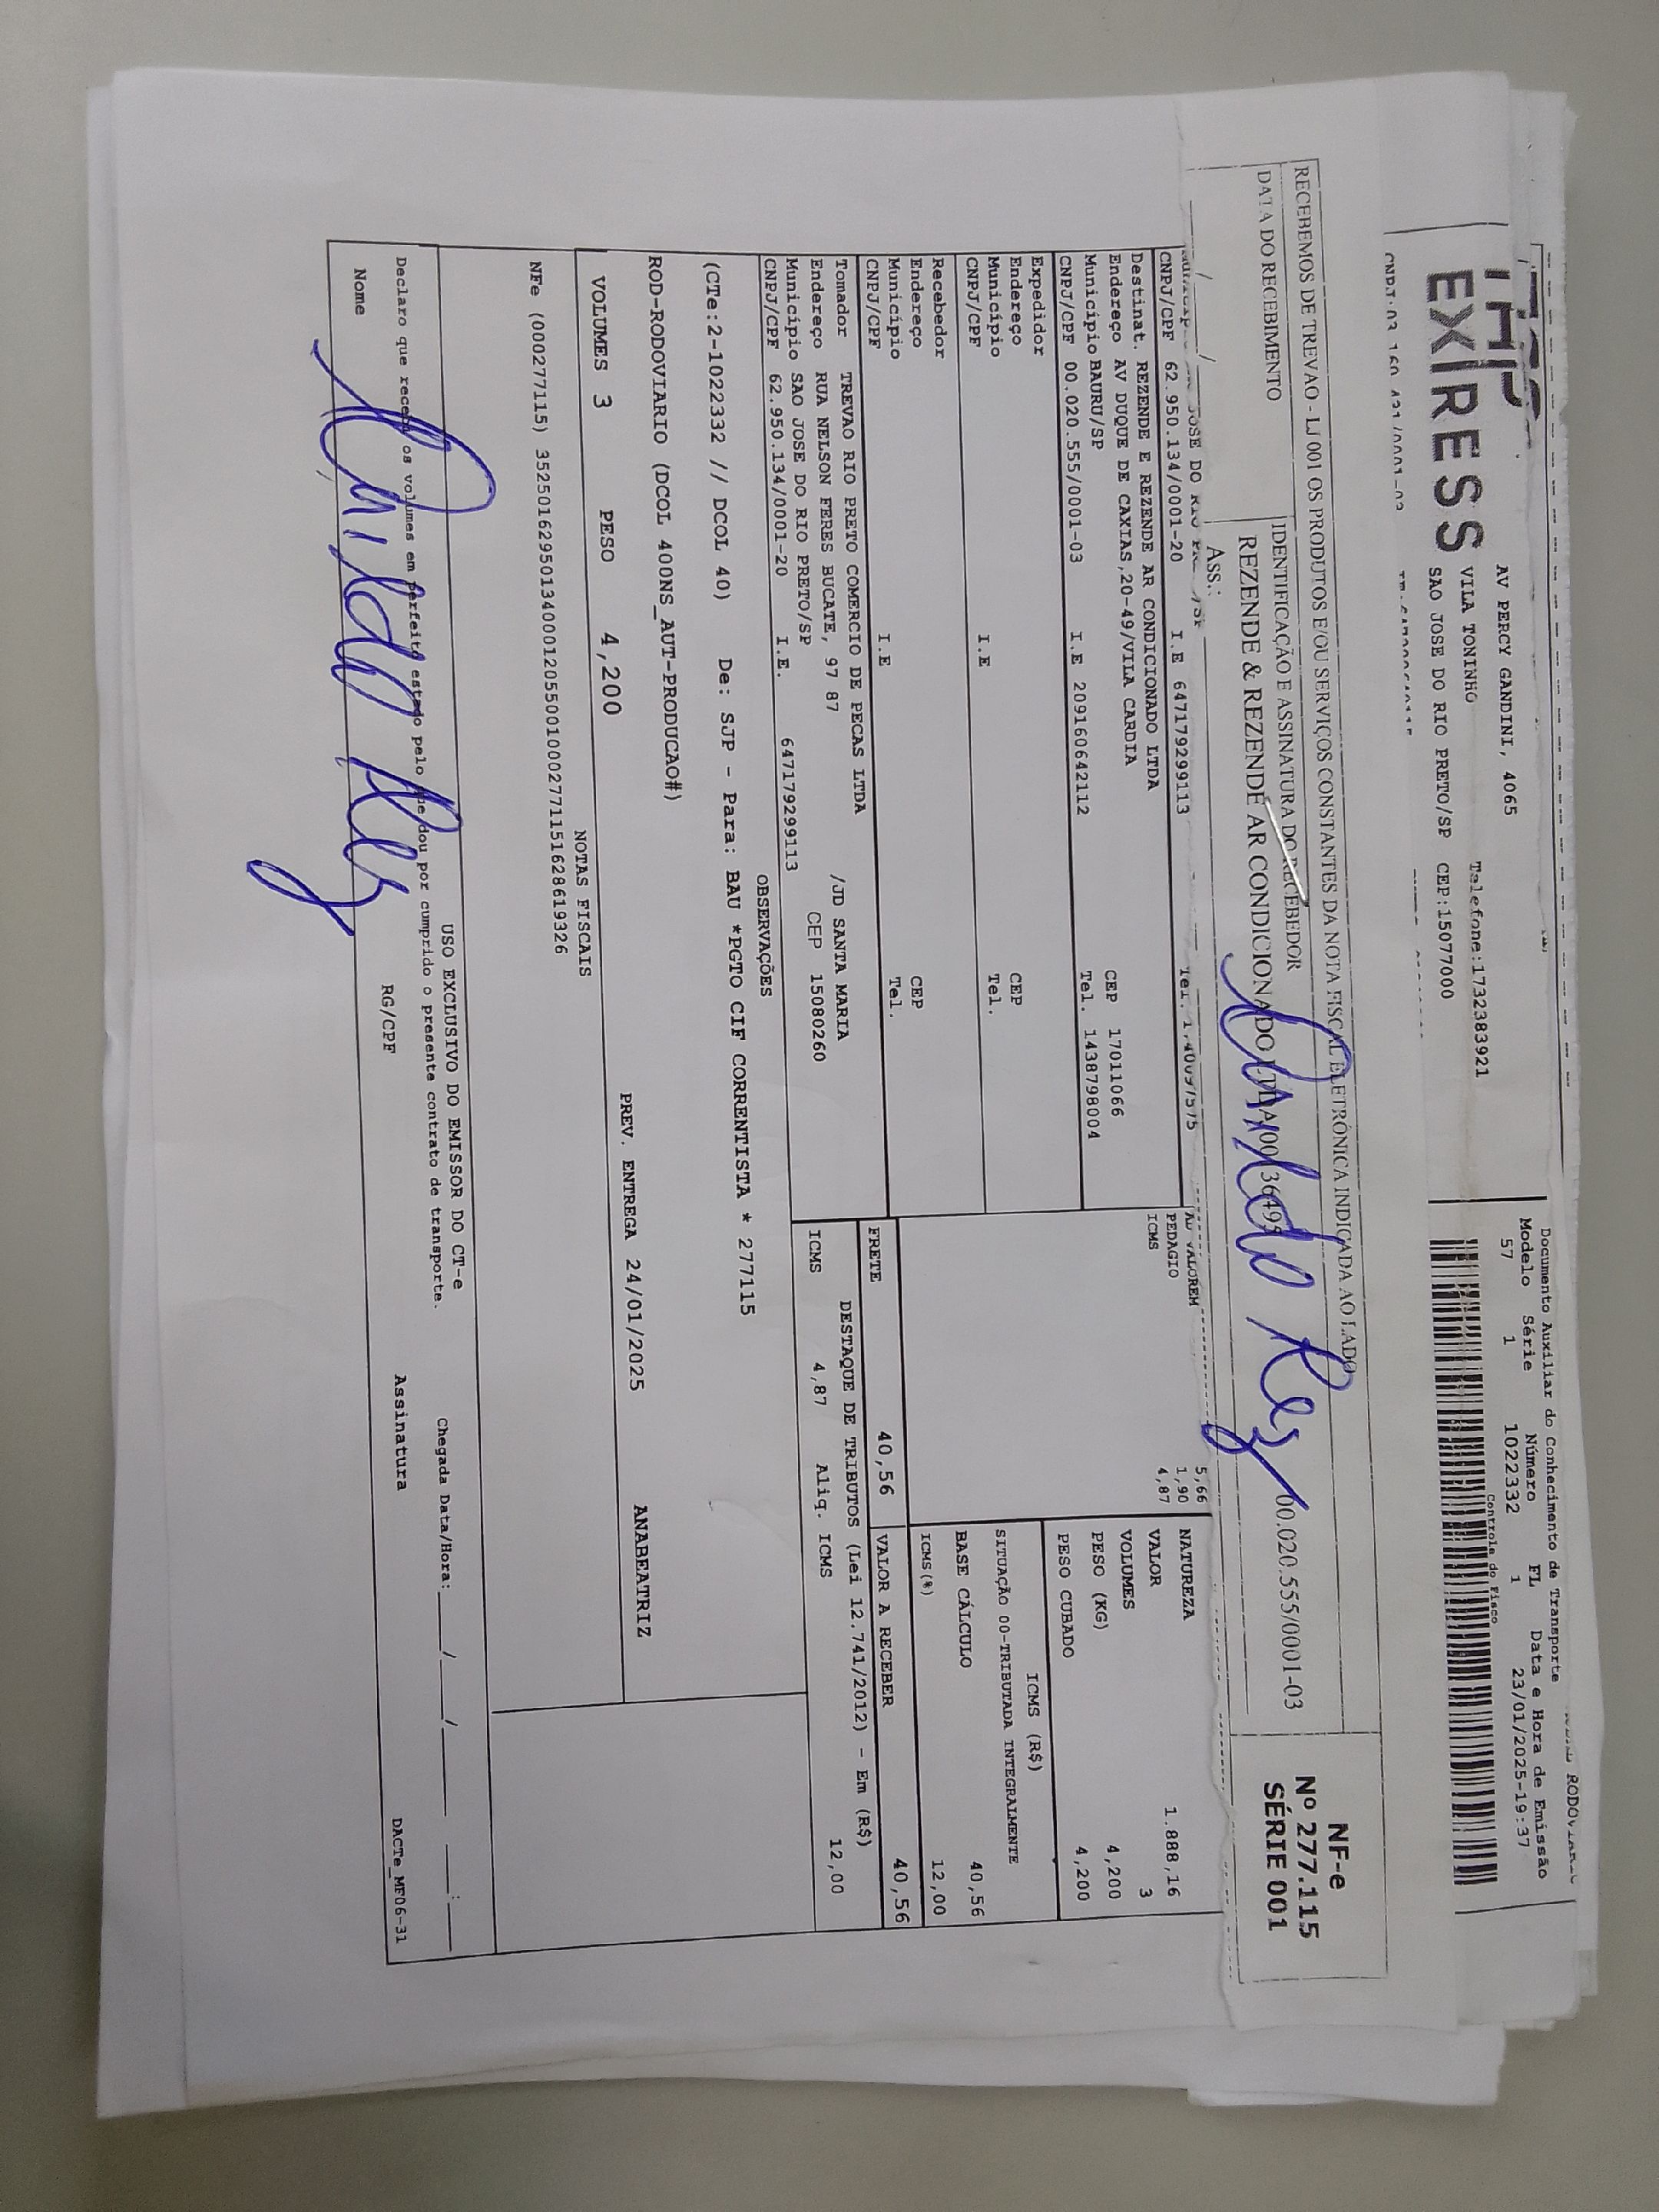 EXPRESS
AV PERCY GANDINI, 4065
VILA TONINHO
Telefone:1732383921
SAO JOSE DO RIO PRETO/SP CEP:15077000
Documento Auxiliar do Conhecimento de Transporte
Modelo Série Número FL Data e Hora de Emissão
57 1 1022332 1 23/01/2025-19:37
Controle do Fisco
RECEBEMOS DE TREVAO - LJ 001 OS PRODUTOS E/OU SERVIÇOS CONSTANTES DA NOTA FISCAL ELETRÔNICA INDICADA AO LADO
DATA DO RECEBIMENTO
IDENTIFICAÇÃO E ASSINATURA DO RECEBEDOR
REZENDE & REZENDE AR CONDICIONADO LTDA
00.020.555/0001-03
ASS.:
NF-e
Nº 277.115
SÉRIE 001
CNPJ/CPF 62.950.134/0001-20 I.E 647179299113
Destinat. REZENDE E REZENDE AR CONDICIONADO LTDA
Endereço AV DUQUE DE CAXIAS,20-49/VILA CARDIA CEP 17011066
Município BAURU/SP Tel. 1438798004
CNPJ/CPF 00.020.555/0001-03 I.E 209160642112
Expedidor
Endereço CEP
Município Tel.
CNPJ/CPF I.E
Recebedor
Endereço CEP
Município Tel.
CNPJ/CPF I.E
Tomador TREVAO RIO PRETO COMERCIO DE PECAS LTDA
Endereço RUA NELSON FERES BUCATE, 97 87 /JD SANTA MARIA
Município SAO JOSE DO RIO PRETO/SP CEP 15080260
CNPJ/CPF 62.950.134/0001-20 I.E. 647179299113
AD VALOREM 5,66
PEDAGIO 1,90
ICMS 4,87
NATUREZA
VALOR 1.888,16
VOLUMES 3
PESO (KG) 4,200
PESO CUBADO 4,200
ICMS (R$)
SITUAÇÃO 00-TRIBUTADA INTEGRALMENTE
BASE CÁLCULO 40,56
ICMS(%) 12,00
FRETE 40,56
VALOR A RECEBER 40,56
DESTAQUE DE TRIBUTOS (Lei 12.741/2012) - Em (R$)
ICMS 4,87 Aliq. ICMS 12,00
OBSERVAÇÕES
(CTe:2-1022332 // DCOL 40) De: SJP - Para: BAU *PGTO CIF CORRENTISTA * 277115
ROD-RODOVIARIO (DCOL 400NS_AUT-PRODUCAO#)
VOLUMES 3 PESO 4,200 PREV. ENTREGA 24/01/2025 ANABEATRIZ
NOTAS FISCAIS
NFe (000277115) 35250162950134000120550010002771151628619326
USO EXCLUSIVO DO EMISSOR DO CT-e
Declaro que recebi os volumes em perfeito estado pelo que dou por cumprido o presente contrato de transporte.
Chegada Data/Hora:____/____/______ ___:___
Nome RG/CPF Assinatura
DACTe_MF06-31